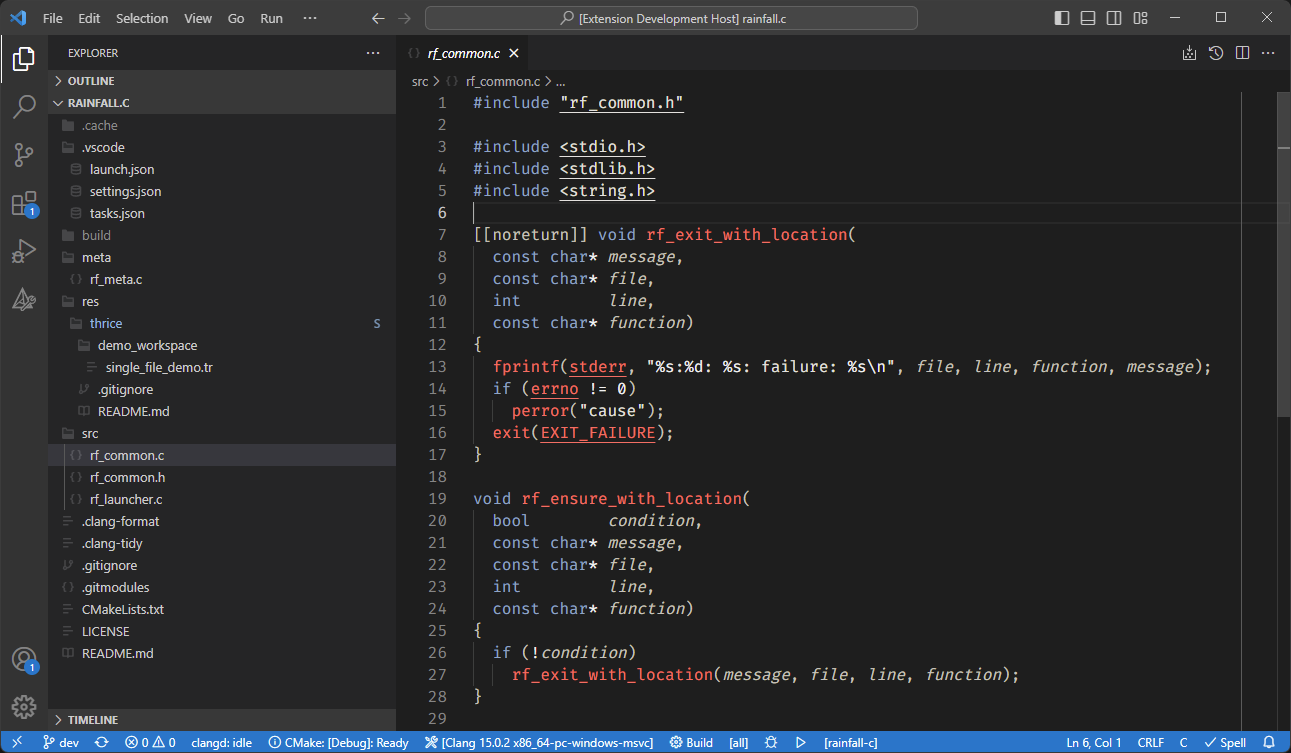 File Edit Selection View Go Run ··· [Extension Development Host] rainfall.c
EXPLORER ···
OUTLINE
RAINFALL.C
.cache
.vscode
launch.json
settings.json
tasks.json
build
meta
rf_meta.c
res
thrice S
demo_workspace
single_file_demo.tr
.gitignore
README.md
src
rf_common.c
rf_common.h
rf_launcher.c
.clang-format
.clang-tidy
.gitignore
.gitmodules
CMakeLists.txt
LICENSE
README.md
TIMELINE
1
1
rf_common.c
src > rf_common.c > ...
1 #include "rf_common.h"
2
3 #include <stdio.h>
4 #include <stdlib.h>
5 #include <string.h>
6
7 [[noreturn]] void rf_exit_with_location(
8   const char* message,
9   const char* file,
10   int         line,
11   const char* function)
12 {
13   fprintf(stderr, "%s:%d: %s: failure: %s\n", file, line, function, message);
14   if (errno != 0)
15     perror("cause");
16   exit(EXIT_FAILURE);
17 }
18
19 void rf_ensure_with_location(
20   bool        condition,
21   const char* message,
22   const char* file,
23   int         line,
24   const char* function)
25 {
26   if (!condition)
27     rf_exit_with_location(message, file, line, function);
28 }
29
dev 0 0 clangd: idle CMake: [Debug]: Ready [Clang 15.0.2 x86_64-pc-windows-msvc] Build [all] [rainfall-c] Ln 6, Col 1 CRLF C Spell